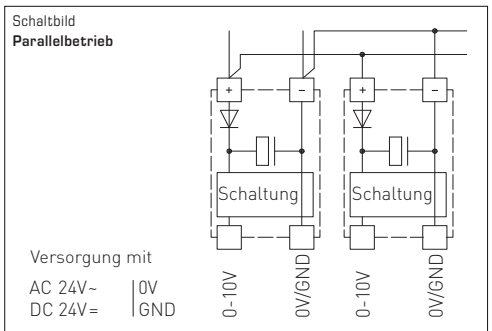 Schaltbild
Parallelbetrieb
+
–
+
–
Schaltung
Schaltung
Versorgung mit
AC 24V~ | 0V
DC 24V= | GND
0-10V
0V/GND
0-10V
0V/GND